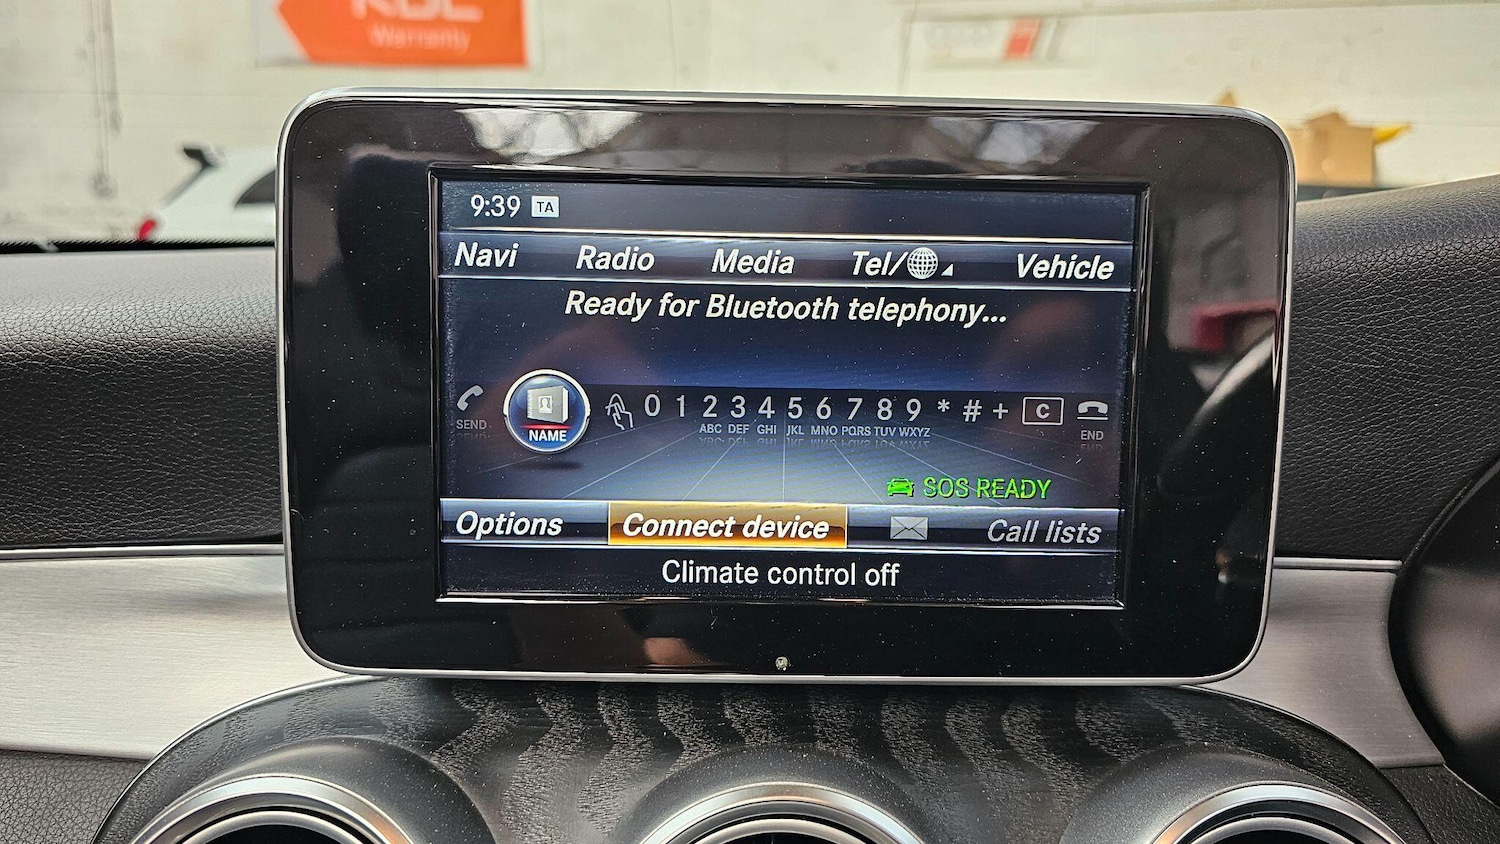 Warranty
9:39 TA
Navi Radio Media Tel/ Vehicle
Ready for Bluetooth telephony...
0 1 2 3 4 5 6 7 8 9 * # + C
SEND NAME ABC DEF GHI JKL MNO PQRS TUV WXYZ END
SOS READY
Options Connect device Call lists
Climate control off